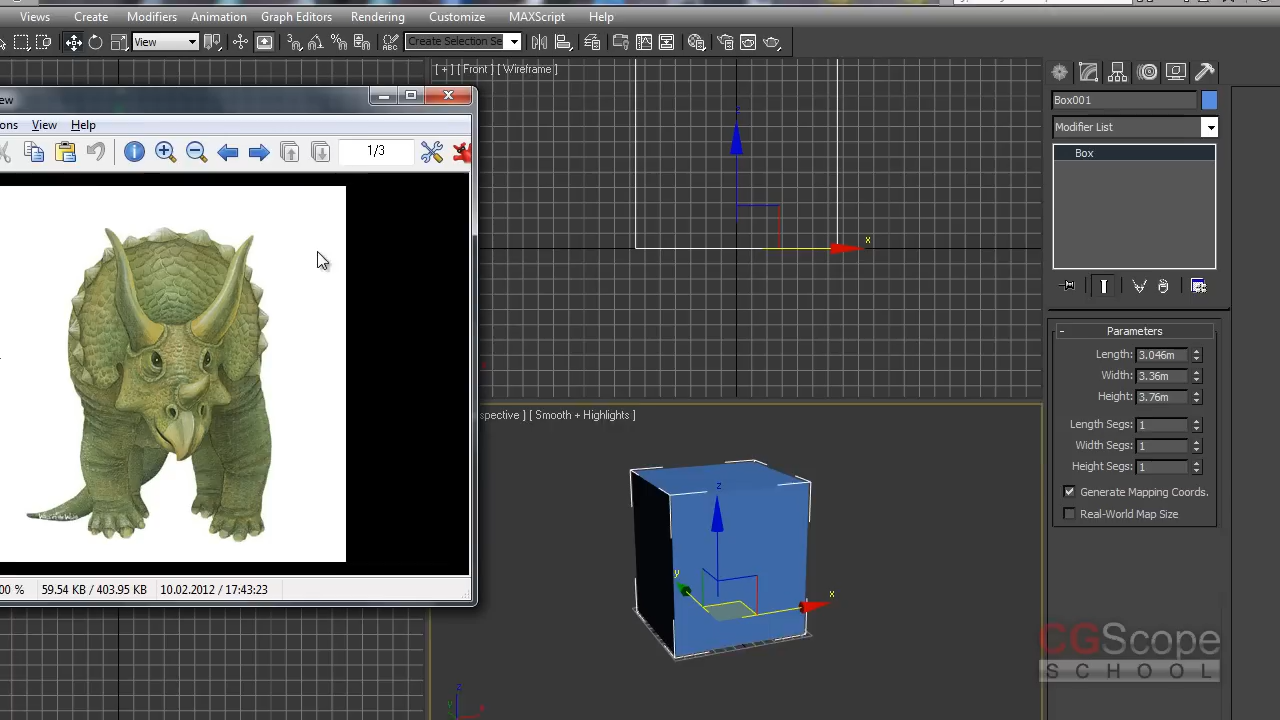 Views Create Modifiers Animation Graph Editors Rendering Customize MAXScript Help
View Create Selection Se
ABC
[ + ] [ Front ] [ Wireframe ]
ew
ons View Help
1/3
Box001
Modifier List
Box
z
x
Parameters
Length: 3.046m
Width: 3.36m
Height: 3.76m
Length Segs: 1
Width Segs: 1
Height Segs: 1
Generate Mapping Coords.
Real-World Map Size
spective ] [ Smooth + Highlights ]
z
y
x
00 % 59.54 KB / 403.95 KB 10.02.2012 / 17:43:23
CGScope
SCHOOL
z